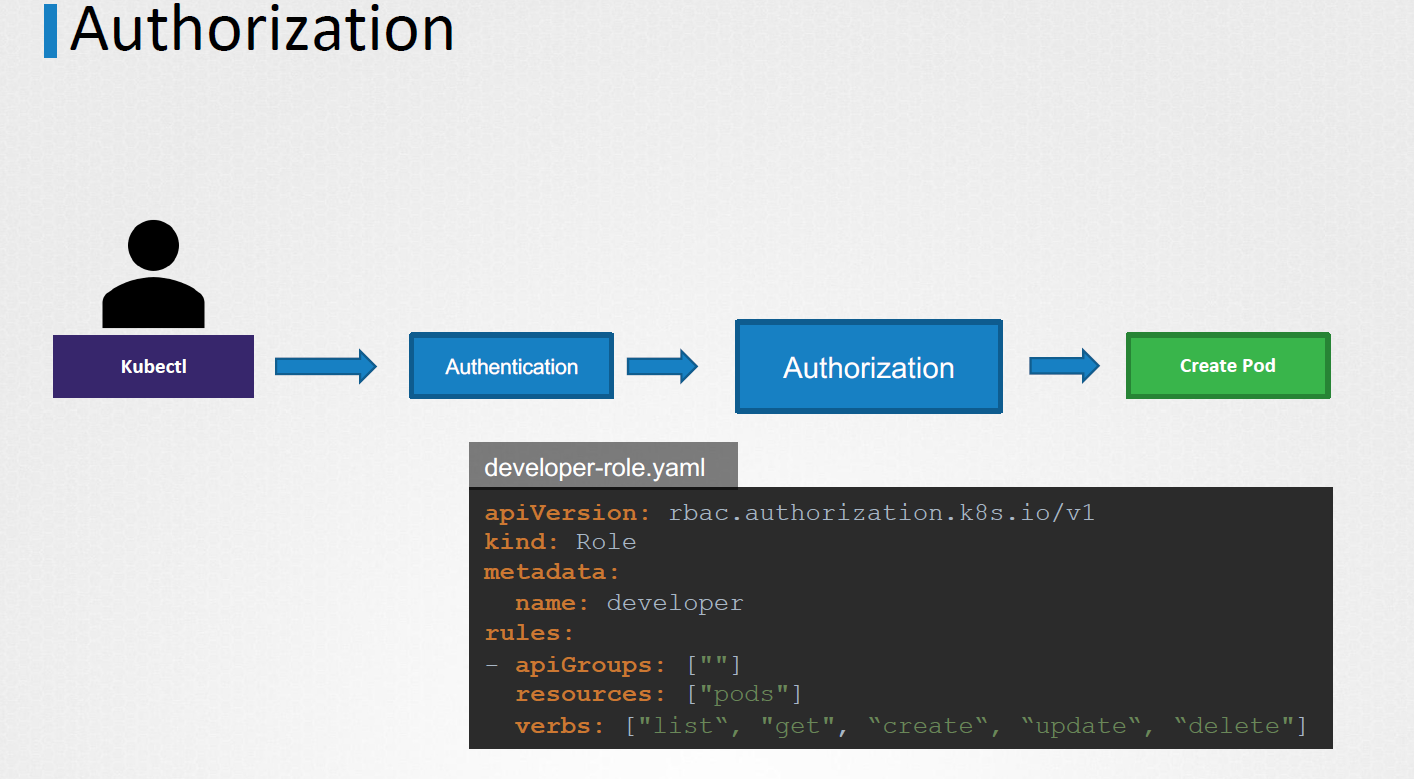 Authorization
Kubectl
Authentication
Authorization
Create Pod
developer-role.yaml
apiVersion: rbac.authorization.k8s.io/v1
kind: Role
metadata:
  name: developer
rules:
- apiGroups: [""]
  resources: ["pods"]
  verbs: ["list“, "get", “create“, “update“, “delete"]